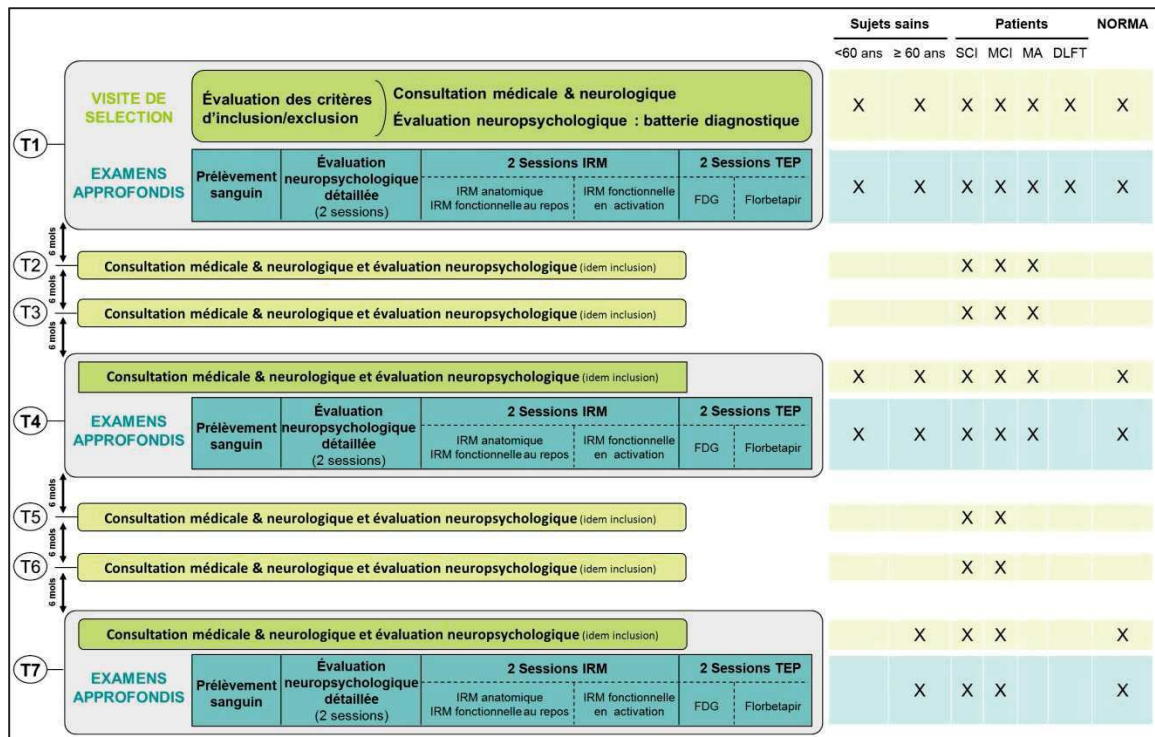 Sujets sains Patients NORMA
<60 ans ≥ 60 ans SCI MCI MA DLFT
VISITE DE SELECTION
Évaluation des critères d'inclusion/exclusion
Consultation médicale & neurologique
Évaluation neuropsychologique : batterie diagnostique
X X X X X X X
T1
EXAMENS APPROFONDIS
Prélèvement sanguin
Évaluation neuropsychologique détaillée (2 sessions)
2 Sessions IRM
IRM anatomique
IRM fonctionnelle au repos
IRM fonctionnelle en activation
2 Sessions TEP
FDG Florbetapir
X X X X X X X
6 mois
T2 Consultation médicale & neurologique et évaluation neuropsychologique (idem inclusion) X X X
6 mois
T3 Consultation médicale & neurologique et évaluation neuropsychologique (idem inclusion) X X X
6 mois
Consultation médicale & neurologique et évaluation neuropsychologique (idem inclusion) X X X X X X
T4
EXAMENS APPROFONDIS
Prélèvement sanguin
Évaluation neuropsychologique détaillée (2 sessions)
2 Sessions IRM
IRM anatomique
IRM fonctionnelle au repos
IRM fonctionnelle en activation
2 Sessions TEP
FDG Florbetapir
X X X X X X
6 mois
T5 Consultation médicale & neurologique et évaluation neuropsychologique (idem inclusion) X X
6 mois
T6 Consultation médicale & neurologique et évaluation neuropsychologique (idem inclusion) X X
6 mois
Consultation médicale & neurologique et évaluation neuropsychologique (idem inclusion) X X X X
T7
EXAMENS APPROFONDIS
Prélèvement sanguin
Évaluation neuropsychologique détaillée (2 sessions)
2 Sessions IRM
IRM anatomique
IRM fonctionnelle au repos
IRM fonctionnelle en activation
2 Sessions TEP
FDG Florbetapir
X X X X